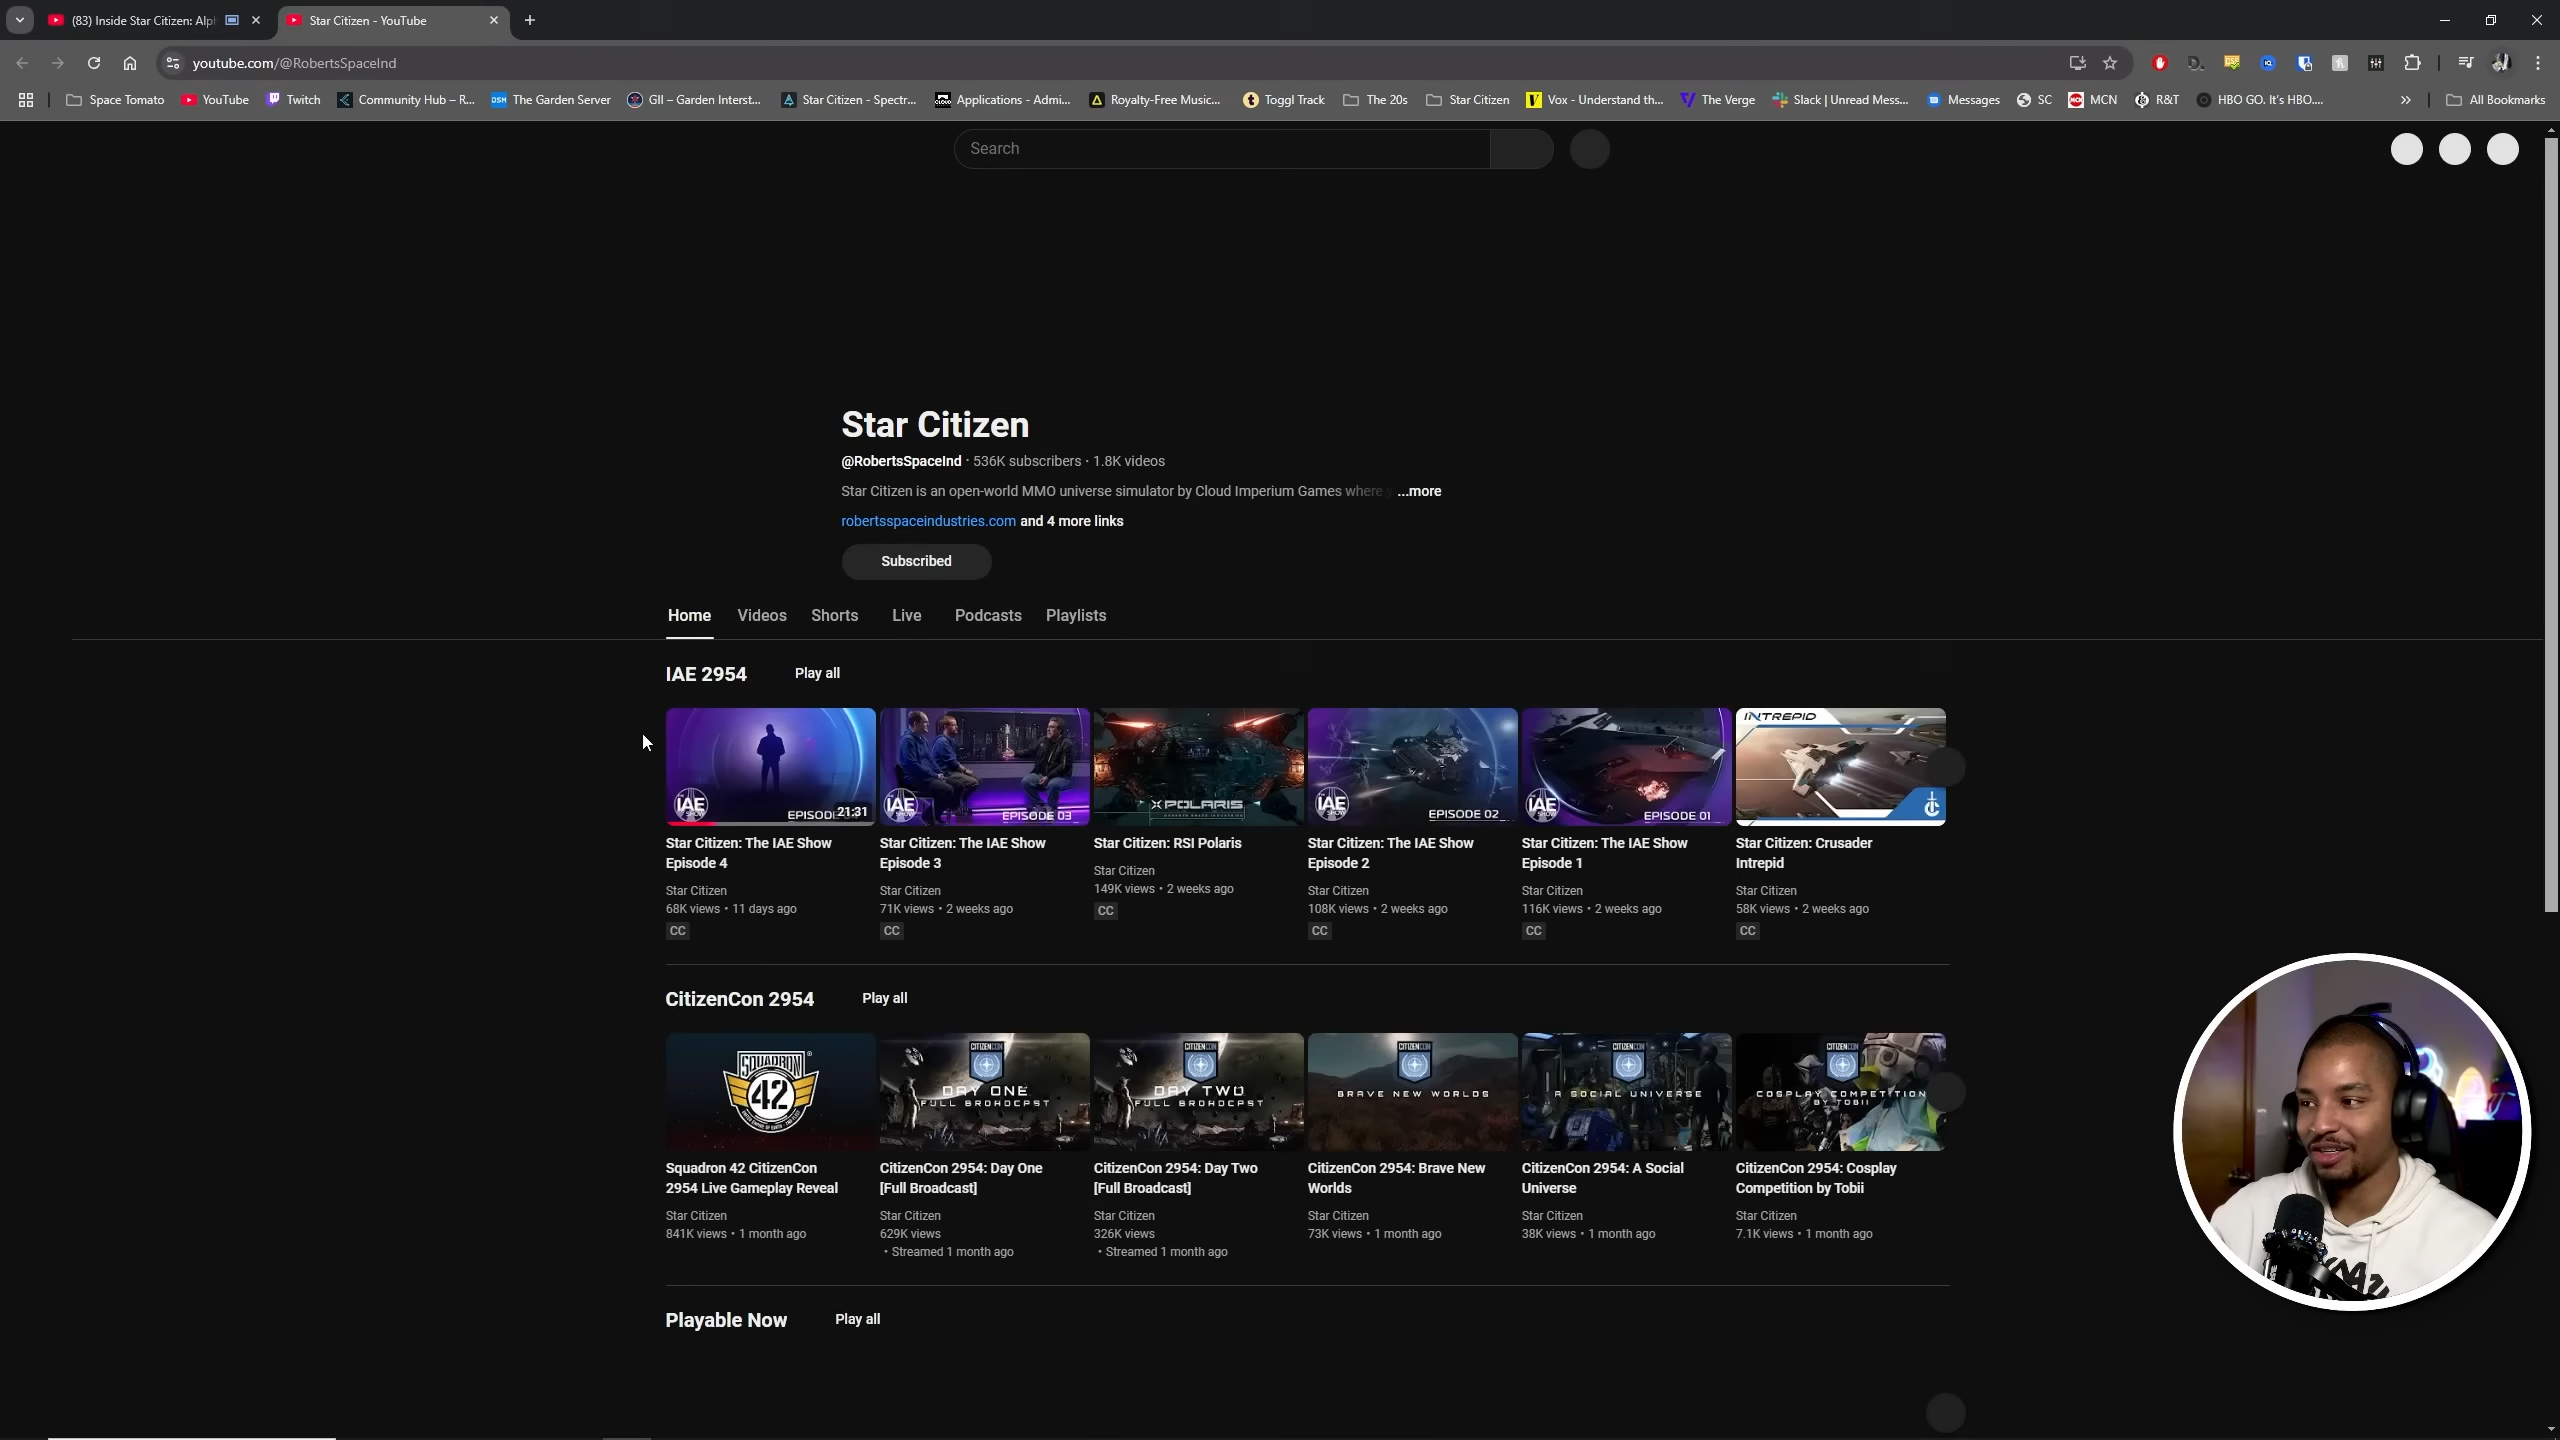 (83) Inside Star Citizen: Alp
Star Citizen - YouTube
youtube.com/@RobertsSpaceInd
Space Tomato
YouTube
Twitch
Community Hub – R...
DSM
The Garden Server
GII – Garden Interst...
Star Citizen - Spectr...
Applications - Admi...
Royalty-Free Music...
Toggl Track
The 20s
Star Citizen
Vox - Understand th...
The Verge
Slack | Unread Mess...
Messages
SC
MCN
R&T
HBO GO. It's HBO....
All Bookmarks
Search
Star Citizen
@RobertsSpaceInd · 536K subscribers · 1.8K videos
Star Citizen is an open-world MMO universe simulator by Cloud Imperium Games where y ...more
robertsspaceindustries.com and 4 more links
Subscribed
Home Videos Shorts Live Podcasts Playlists
IAE 2954 Play all
IAE
EPISODE
21:31
IAE
EPISODE 03
POLARIS
IAE
EPISODE 02
IAE
EPISODE 01
INTREPID
Star Citizen: The IAE Show
Episode 4
Star Citizen
68K views • 11 days ago
CC
Star Citizen: The IAE Show
Episode 3
Star Citizen
71K views • 2 weeks ago
CC
Star Citizen: RSI Polaris
Star Citizen
149K views • 2 weeks ago
CC
Star Citizen: The IAE Show
Episode 2
Star Citizen
108K views • 2 weeks ago
CC
Star Citizen: The IAE Show
Episode 1
Star Citizen
116K views • 2 weeks ago
CC
Star Citizen: Crusader
Intrepid
Star Citizen
58K views • 2 weeks ago
CC
CitizenCon 2954 Play all
SQUADRON
42
CITIZENCON
DAY ONE
FULL BROADCAST
CITIZENCON
DAY TWO
FULL BROADCAST
CITIZENCON
BRAVE NEW WORLDS
CITIZENCON
A SOCIAL UNIVERSE
CITIZENCON
COSPLAY COMPETITION
BY TOBII
Squadron 42 CitizenCon
2954 Live Gameplay Reveal
Star Citizen
841K views • 1 month ago
CitizenCon 2954: Day One
[Full Broadcast]
Star Citizen
629K views
• Streamed 1 month ago
CitizenCon 2954: Day Two
[Full Broadcast]
Star Citizen
326K views
• Streamed 1 month ago
CitizenCon 2954: Brave New
Worlds
Star Citizen
73K views • 1 month ago
CitizenCon 2954: A Social
Universe
Star Citizen
38K views • 1 month ago
CitizenCon 2954: Cosplay
Competition by Tobii
Star Citizen
7.1K views • 1 month ago
Playable Now Play all